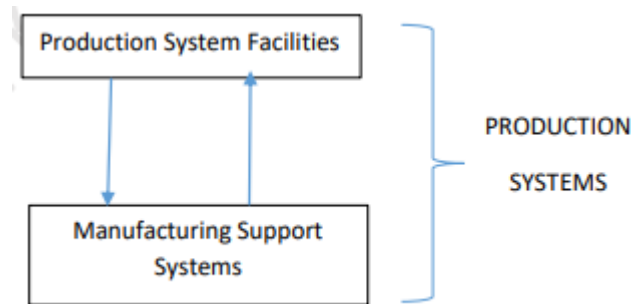 Production System Facilities
PRODUCTION
SYSTEMS
Manufacturing Support
Systems